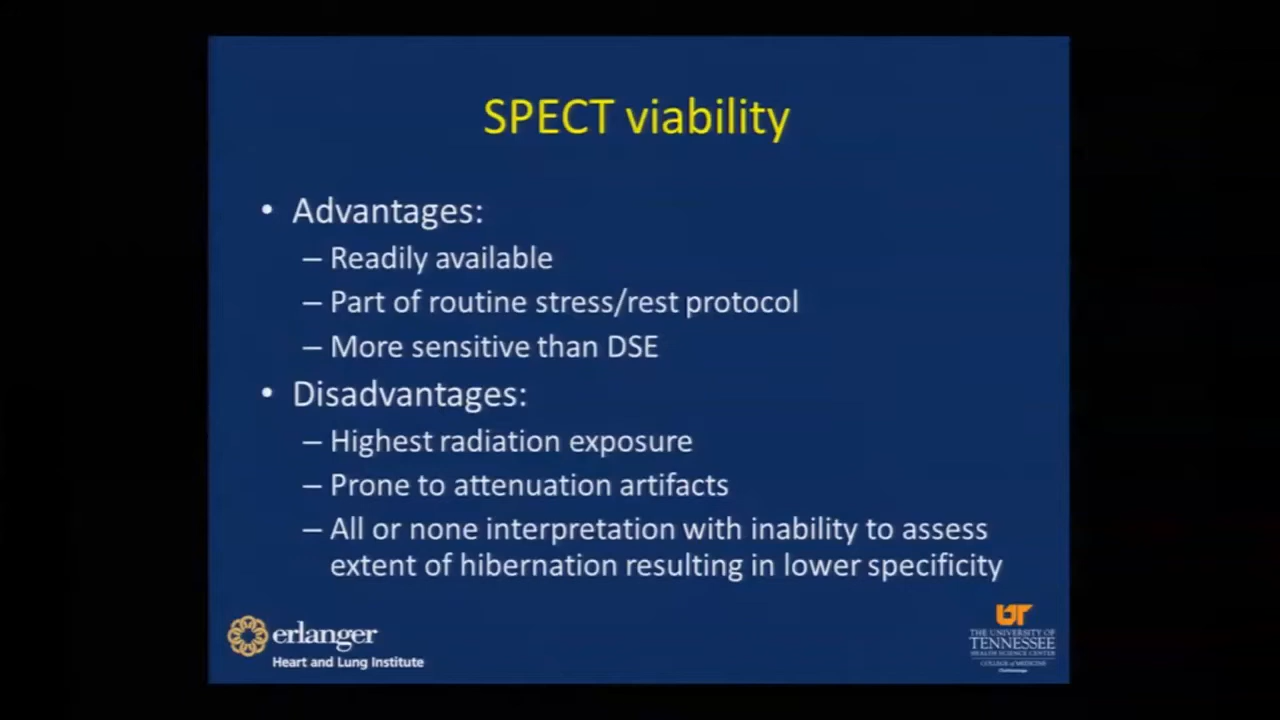 SPECT viability
• Advantages:
– Readily available
– Part of routine stress/rest protocol
– More sensitive than DSE
• Disadvantages:
– Highest radiation exposure
– Prone to attenuation artifacts
– All or none interpretation with inability to assess
extent of hibernation resulting in lower specificity
erlanger
Heart and Lung Institute
UT
THE UNIVERSITY OF
TENNESSEE
HEALTH SCIENCE CENTER
COLLEGE of MEDICINE
Chattanooga